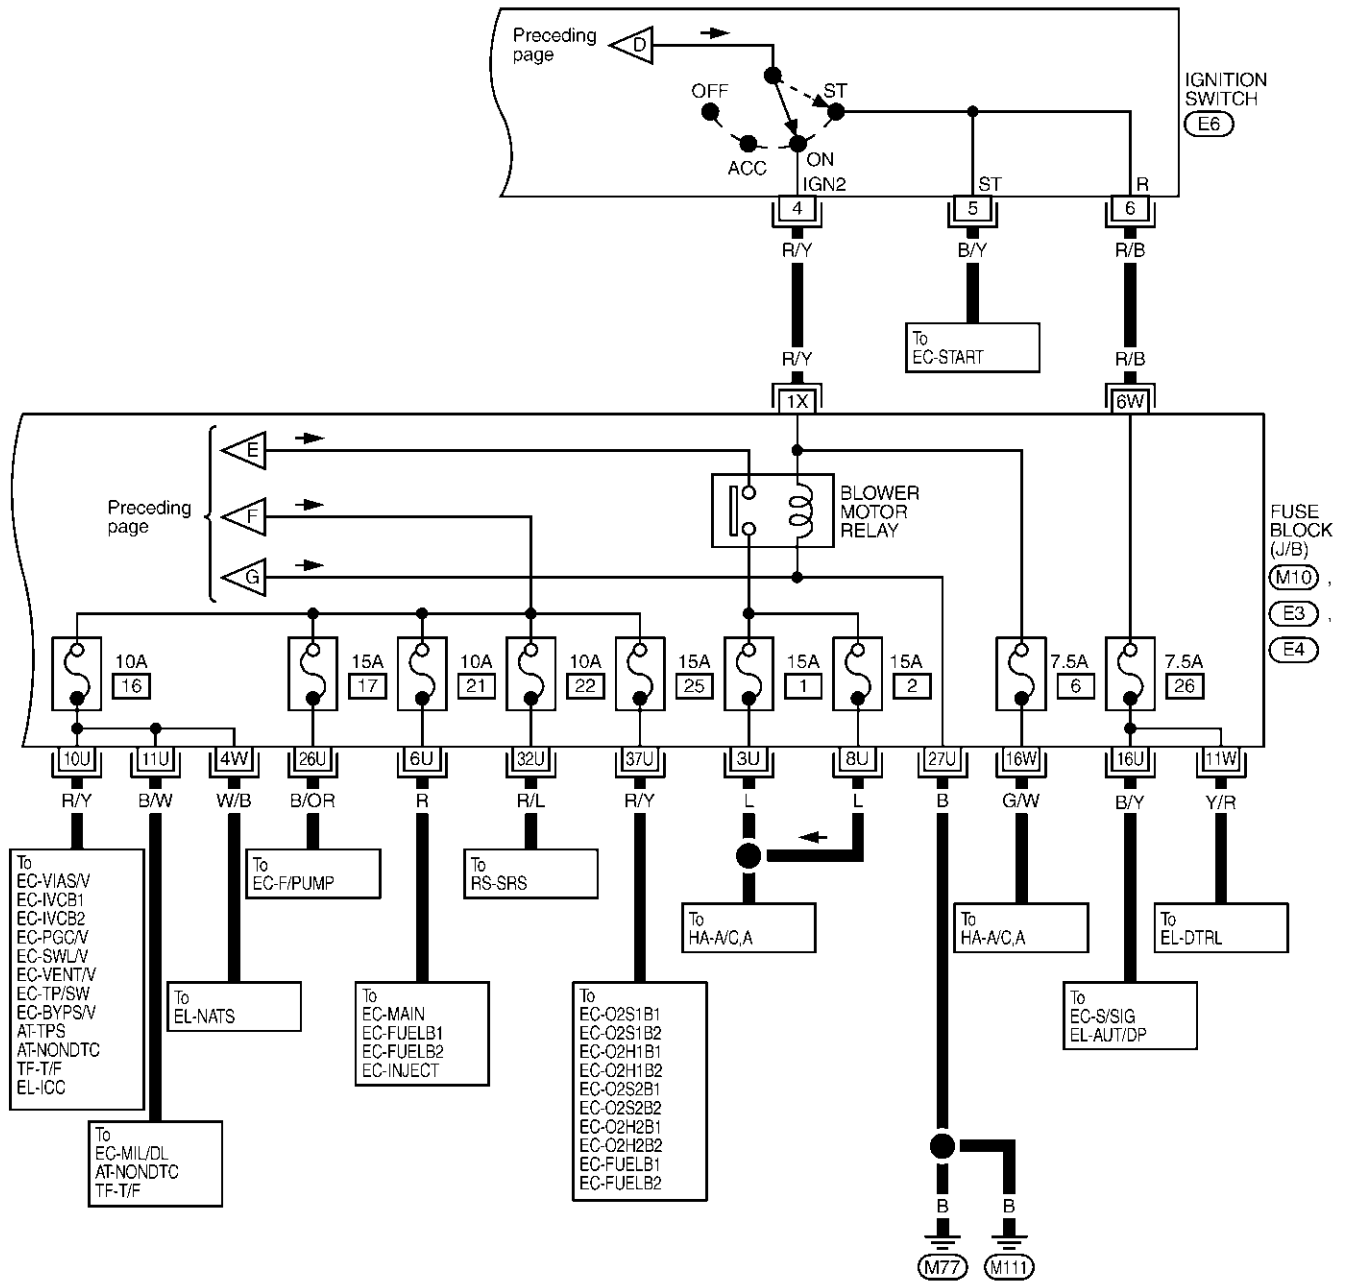 Preceding
page
D
OFF
ST
ACC
ON
IGN2
ST
R
IGNITION
SWITCH
E6
4
5
6
R/Y
B/Y
R/B
To
EC-START
R/Y
R/B
1X
6W
Preceding
page
E
F
G
BLOWER
MOTOR
RELAY
FUSE
BLOCK
(J/B)
M10 ,
E3 ,
E4
10A
16
15A
17
10A
21
10A
22
15A
25
15A
1
15A
2
7.5A
6
7.5A
26
10U
11U
4W
26U
6U
32U
37U
3U
8U
27U
16W
16U
11W
R/Y
B/W
W/B
B/OR
R
R/L
R/Y
L
L
B
G/W
B/Y
Y/R
To
EC-VIAS/V
EC-IVCB1
EC-IVCB2
EC-PGC/V
EC-SWL/V
EC-VENT/V
EC-TP/SW
EC-BYPS/V
AT-TPS
AT-NONDTC
TF-T/F
EL-ICC
To
EC-MIL/DL
AT-NONDTC
TF-T/F
To
EL-NATS
To
EC-F/PUMP
To
EC-MAIN
EC-FUELB1
EC-FUELB2
EC-INJECT
To
RS-SRS
To
EC-O2S1B1
EC-O2S1B2
EC-O2H1B1
EC-O2H1B2
EC-O2S2B1
EC-O2S2B2
EC-O2H2B1
EC-O2H2B2
EC-FUELB1
EC-FUELB2
To
HA-A/C,A
To
HA-A/C,A
To
EC-S/SIG
EL-AUT/DP
To
EL-DTRL
B
B
M77
M111